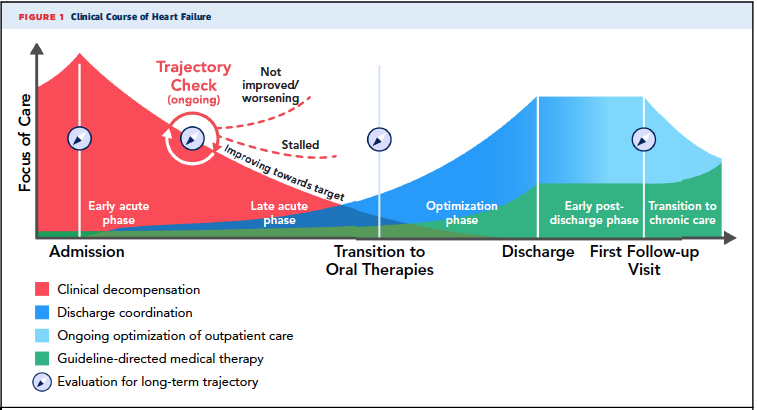 FIGURE 1 Clinical Course of Heart Failure
Focus of Care
Trajectory
Check
(ongoing)
Not
improved/
worsening
Stalled
Improving towards target
Early acute
phase
Late acute
phase
Optimization
phase
Early post-
discharge phase
Transition to
chronic care
Admission
Transition to
Oral Therapies
Discharge
First Follow-up
Visit
Clinical decompensation
Discharge coordination
Ongoing optimization of outpatient care
Guideline-directed medical therapy
Evaluation for long-term trajectory